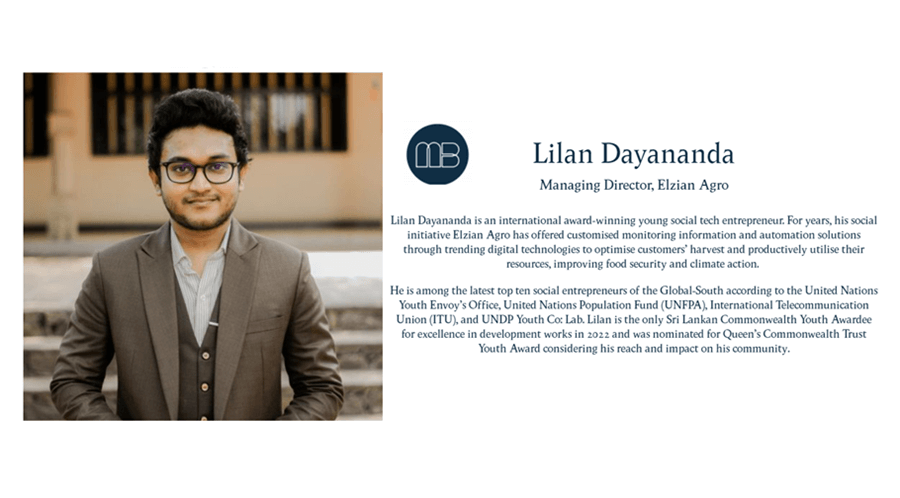 MB
Lilan Dayananda
Managing Director, Elzian Agro
Lilan Dayananda is an international award-winning young social tech entrepreneur. For years, his social
initiative Elzian Agro has offered customised monitoring information and automation solutions
through trending digital technologies to optimise customers' harvest and productively utilise their
resources, improving food security and climate action.
He is among the latest top ten social entrepreneurs of the Global-South according to the United Nations
Youth Envoy's Office, United Nations Population Fund (UNFPA), International Telecommunication
Union (ITU), and UNDP Youth Co: Lab. Lilan is the only Sri Lankan Commonwealth Youth Awardee
for excellence in development works in 2022 and was nominated for Queen's Commonwealth Trust
Youth Award considering his reach and impact on his community.